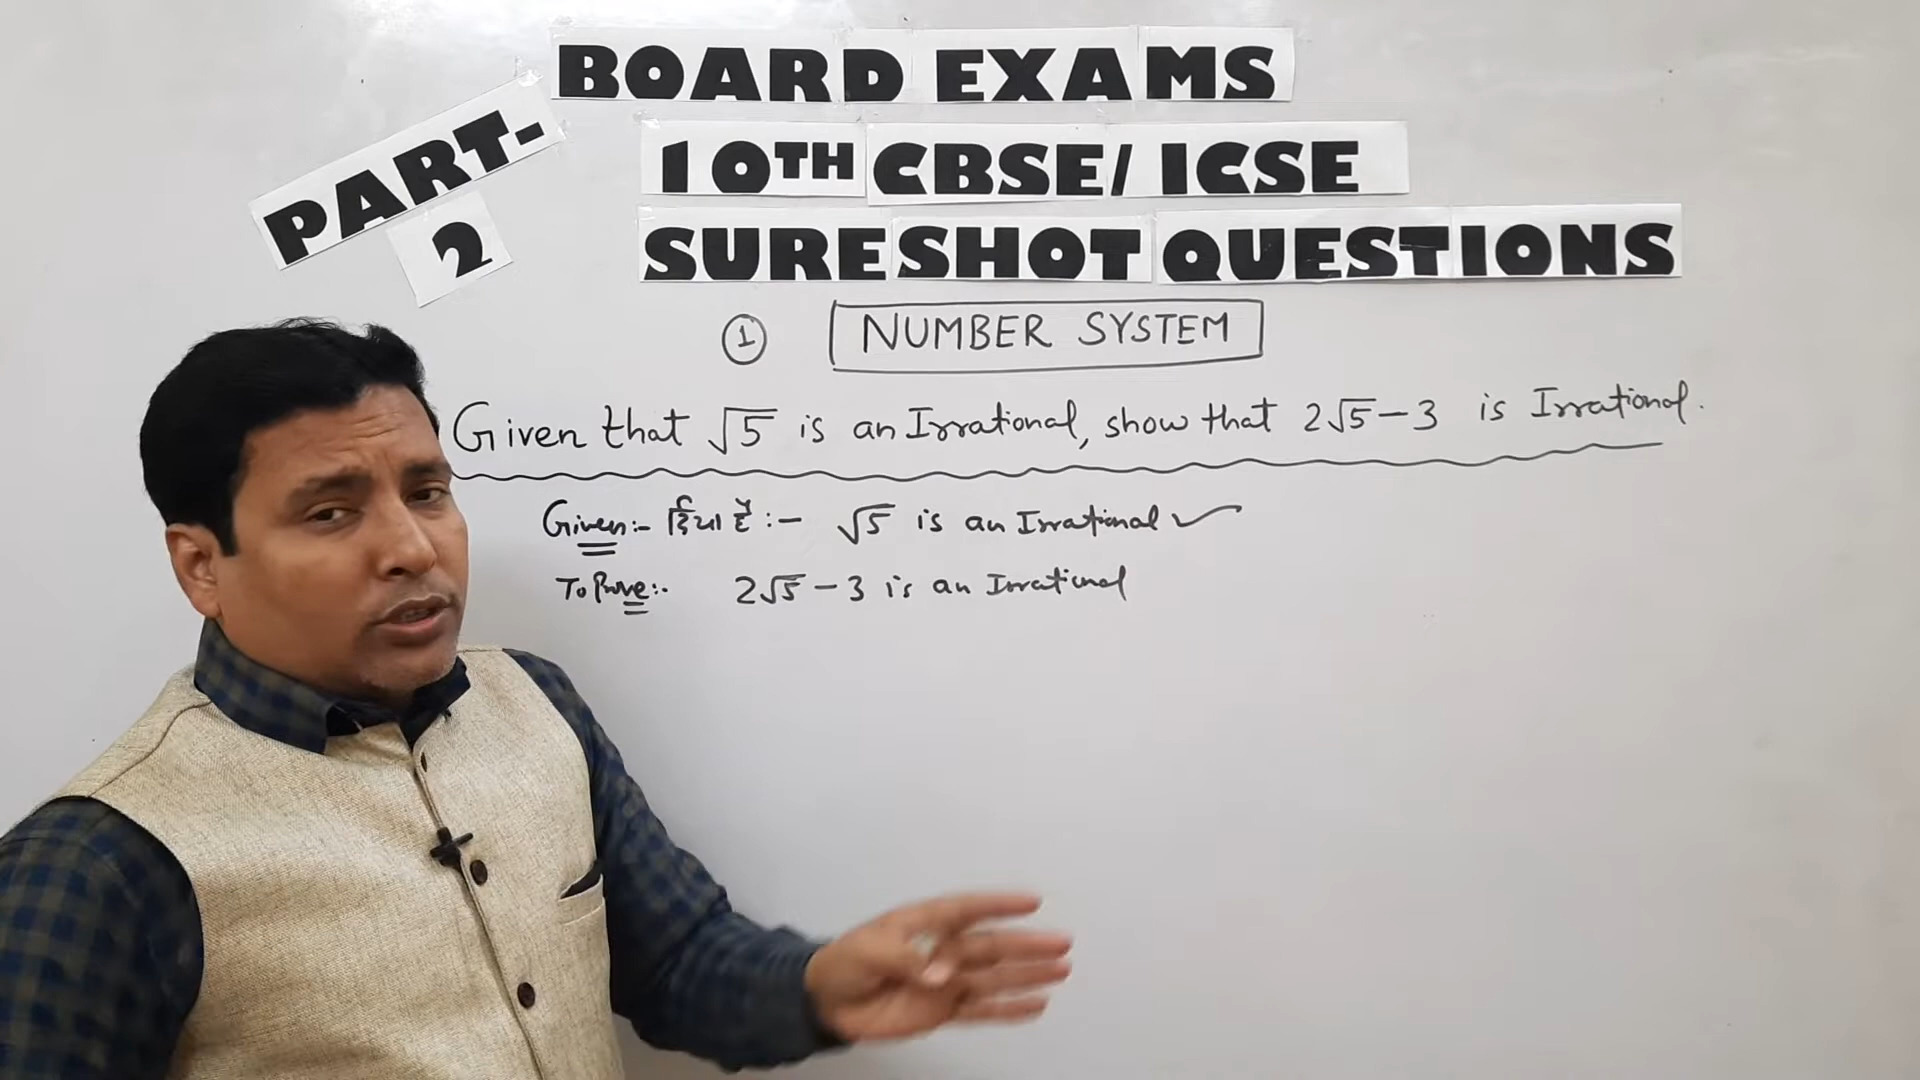 BOARD EXAMS
PART-2
10TH CBSE/ ICSE
SURESHOT QUESTIONS
① NUMBER SYSTEM
Given that √5 is an Irrational, show that 2√5-3 is Irrational.
Given:- दिया है :- √5 is an Irrational ✓
To Prove:- 2√5-3 is an Irrational